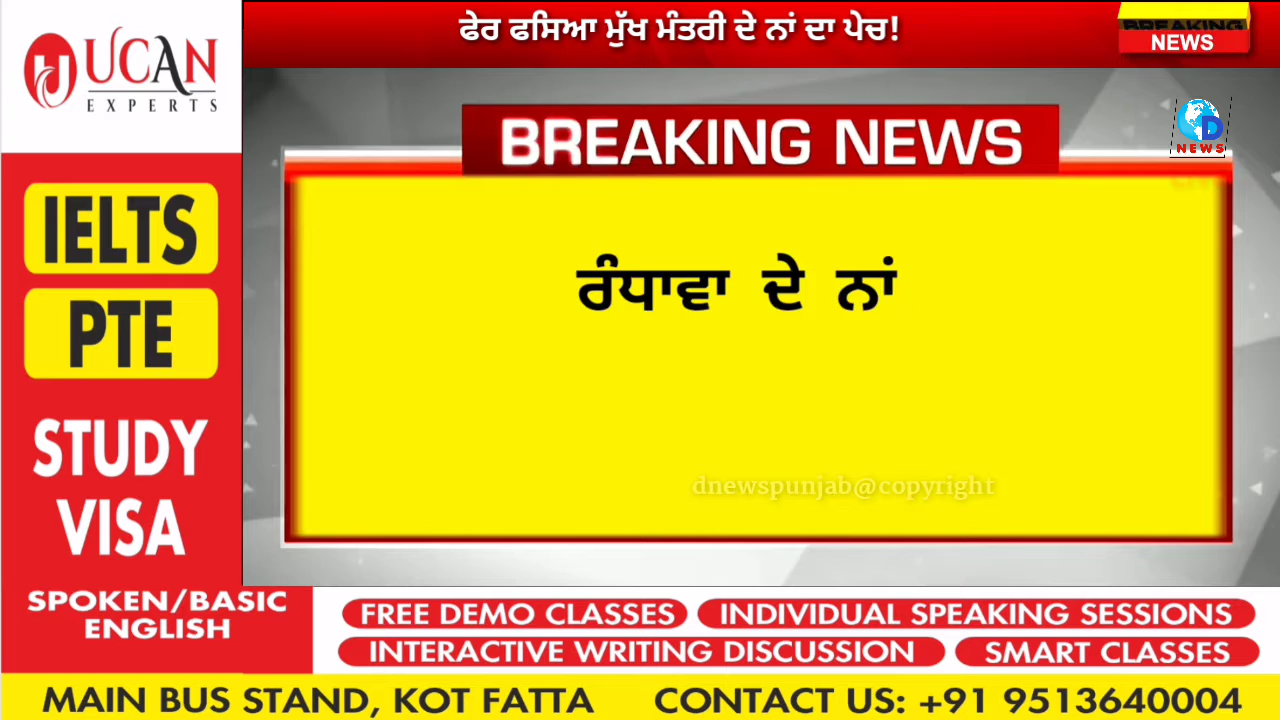 UCAN
EXPERTS
IELTS
PTE
STUDY
VISA
SPOKEN/BASIC
ENGLISH
ਫੇਰ ਫਸਿਆ ਮੁੱਖ ਮੰਤਰੀ ਦੇ ਨਾਂ ਦਾ ਪੇਚ!
BREAKING
NEWS
BREAKING NEWS
D
NEWS
ਰੰਧਾਵਾ ਦੇ ਨਾਂ
dnewspunjab@copyright
FREE DEMO CLASSES
INDIVIDUAL SPEAKING SESSIONS
INTERACTIVE WRITING DISCUSSION
SMART CLASSES
MAIN BUS STAND, KOT FATTA
CONTACT US: +91 9513640004